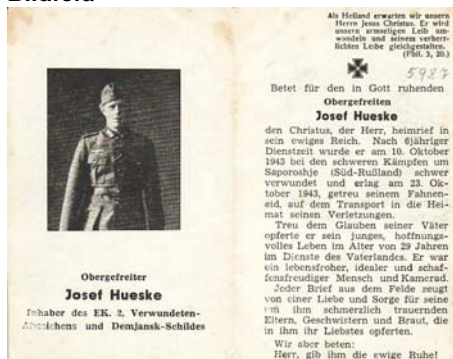 Obergefreiter
Josef Hueske
Inhaber des EK. 2, Verwundeten-
Abzeichens und Demjansk-Schildes
Als Heiland erwarten wir unsern
Herrn Jesus Christus. Er wird
unsern armseligen Leib um-
wandeln und seinem verherr-
lichten Leibe gleichgestalten.
(Phil. 3, 20.)
5987
Betet für den in Gott ruhenden
Obergefreiten
Josef Hueske
den Christus, der Herr, heimrief in
sein ewiges Reich. Nach 6jähriger
Dienstzeit wurde er am 10. Oktober
1943 bei den schweren Kämpfen um
Saporoshje (Süd-Rußland) schwer
verwundet und erlag am 23. Ok-
tober 1943, getreu seinem Fahnen-
eid, auf dem Transport in die Hei-
mat seinen Verletzungen.
Treu dem Glauben seiner Väter
opferte er sein junges, hoffnungs-
volles Leben im Alter von 29 Jahren
im Dienste des Vaterlandes. Er war
ein lebensfroher, idealer und schaf-
fensfreudiger Mensch und Kamerad.
Jeder Brief aus dem Felde zeugt
von einer Liebe und Sorge für seine
um ihm schmerzlich trauernden
Eltern, Geschwistern und Braut, die
in ihm ihr Liebstes opferten.
Wir aber beten:
Herr, gib ihm die ewige Ruhe!